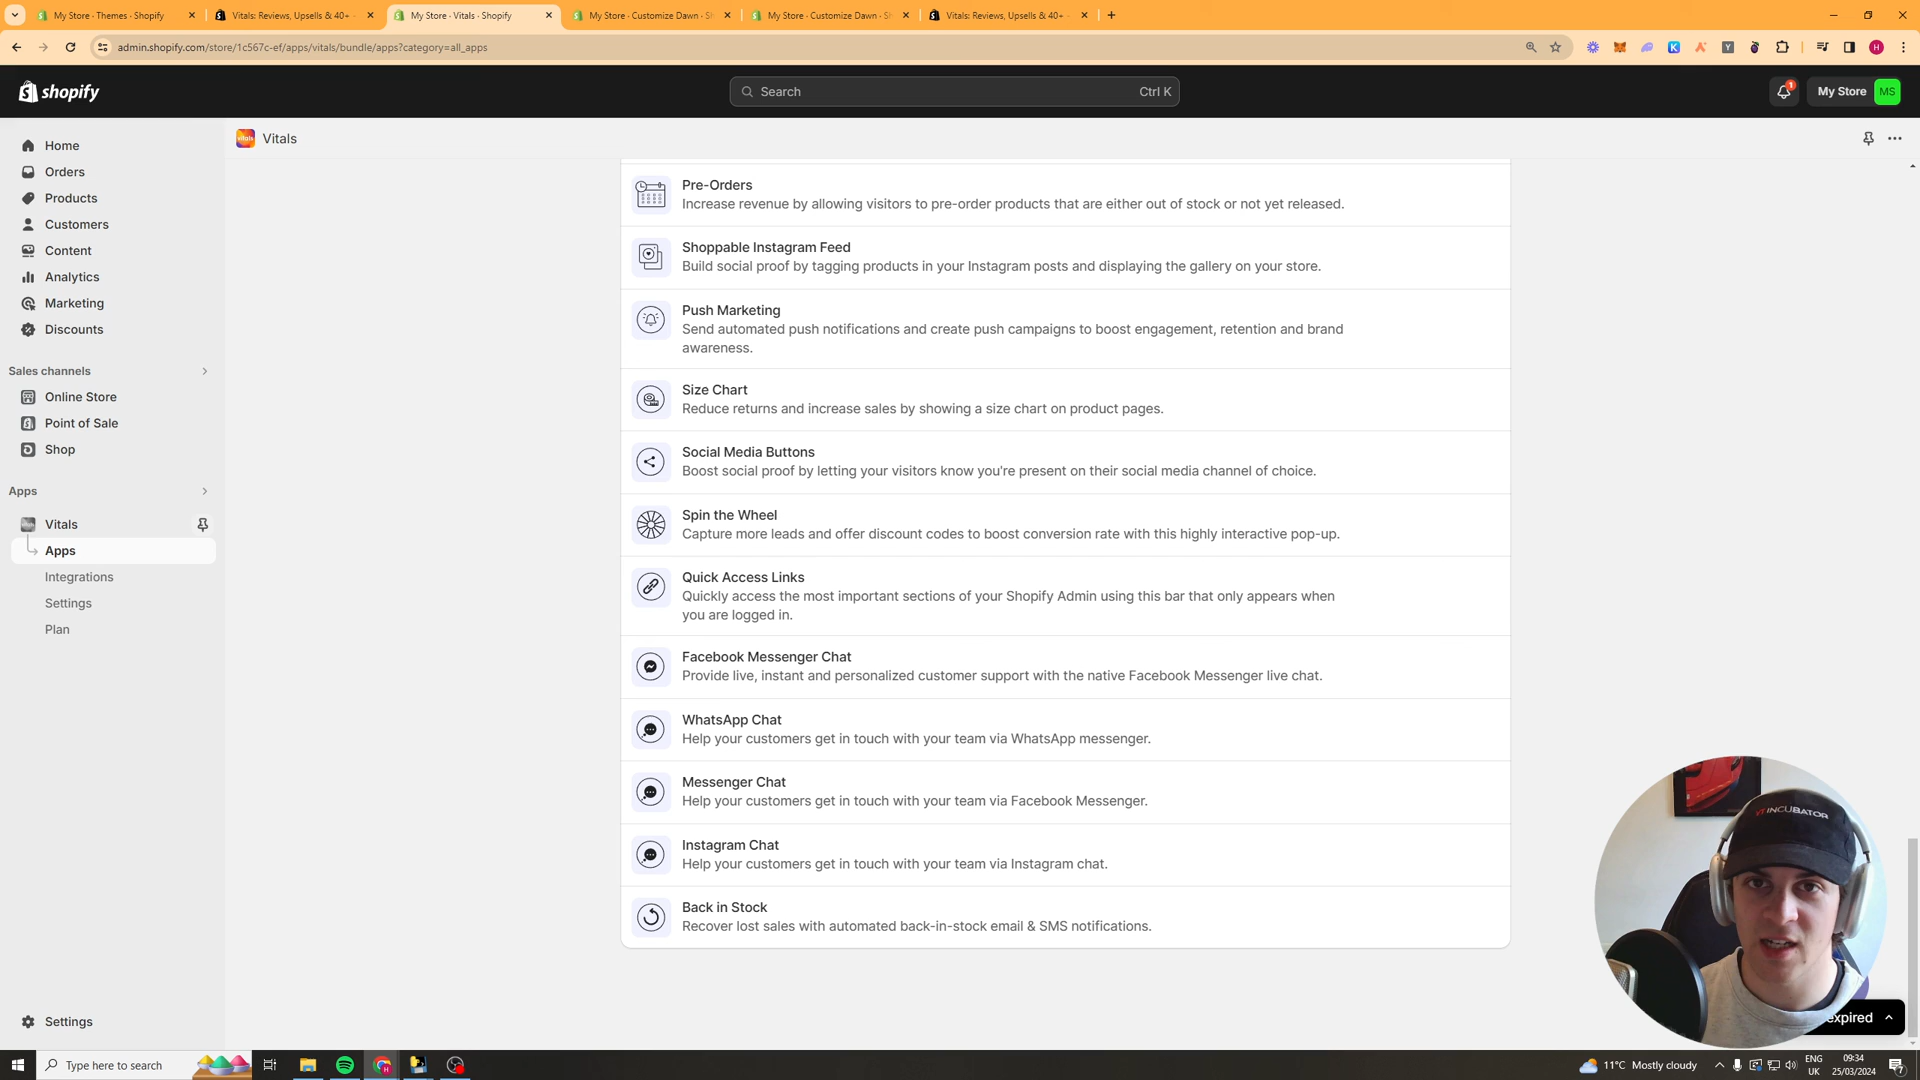 My Store · Themes · Shopify
Vitals: Reviews, Upsells & 40+
My Store · Vitals · Shopify
My Store · Customize Dawn · Sh
My Store · Customize Dawn · Sh
Vitals: Reviews, Upsells & 40+
admin.shopify.com/store/1c567c-ef/apps/vitals/bundle/apps?category=all_apps
shopify
Search
Ctrl K
1
My Store
MS
Home
Orders
Products
Customers
Content
Analytics
Marketing
Discounts
Sales channels
Online Store
Point of Sale
Shop
Apps
Vitals
Apps
Integrations
Settings
Plan
Settings
Vitals
Pre-Orders
Increase revenue by allowing visitors to pre-order products that are either out of stock or not yet released.
Shoppable Instagram Feed
Build social proof by tagging products in your Instagram posts and displaying the gallery on your store.
Push Marketing
Send automated push notifications and create push campaigns to boost engagement, retention and brand
awareness.
Size Chart
Reduce returns and increase sales by showing a size chart on product pages.
Social Media Buttons
Boost social proof by letting your visitors know you're present on their social media channel of choice.
Spin the Wheel
Capture more leads and offer discount codes to boost conversion rate with this highly interactive pop-up.
Quick Access Links
Quickly access the most important sections of your Shopify Admin using this bar that only appears when
you are logged in.
Facebook Messenger Chat
Provide live, instant and personalized customer support with the native Facebook Messenger live chat.
WhatsApp Chat
Help your customers get in touch with your team via WhatsApp messenger.
Messenger Chat
Help your customers get in touch with your team via Facebook Messenger.
Instagram Chat
Help your customers get in touch with your team via Instagram chat.
Back in Stock
Recover lost sales with automated back-in-stock email & SMS notifications.
YT INCUBATOR
expired
Type here to search
11°C Mostly cloudy
ENG
UK
09:34
25/03/2024